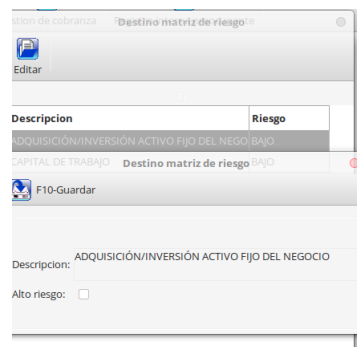 Destino matriz de riesgo
Editar
Descripcion Riesgo
ADQUISICIÓN/INVERSIÓN ACTIVO FIJO DEL NEGO BAJO
CAPITAL DE TRABAJO BAJO
Destino matriz de riesgo
F10-Guardar
Descripcion: ADQUISICIÓN/INVERSIÓN ACTIVO FIJO DEL NEGOCIO
Alto riesgo: